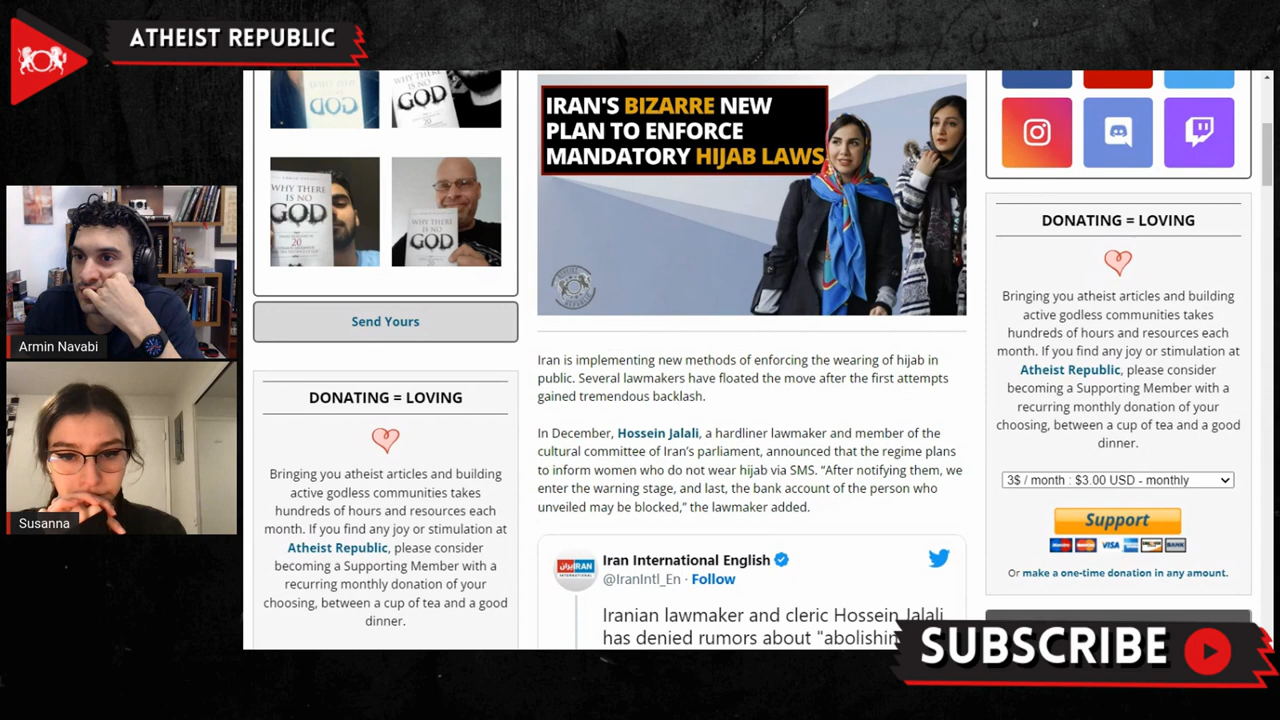 ATHEIST REPUBLIC
Armin Navabi
Susanna
WHY THERE
IS NO
GOD
WHY THERE
IS NO
GOD
WHY THERE
IS NO
GOD
20
WHY THERE
IS NO
GOD
Send Yours
DONATING = LOVING
Bringing you atheist articles and building
active godless communities takes
hundreds of hours and resources each
month. If you find any joy or stimulation at
Atheist Republic, please consider
becoming a Supporting Member with a
recurring monthly donation of your
choosing, between a cup of tea and a good
dinner.
IRAN'S BIZARRE NEW
PLAN TO ENFORCE
MANDATORY HIJAB LAWS
Iran is implementing new methods of enforcing the wearing of hijab in
public. Several lawmakers have floated the move after the first attempts
gained tremendous backlash.
In December, Hossein Jalali, a hardliner lawmaker and member of the
cultural committee of Iran's parliament, announced that the regime plans
to inform women who do not wear hijab via SMS. "After notifying them, we
enter the warning stage, and last, the bank account of the person who
unveiled may be blocked," the lawmaker added.
Iran International English
@IranIntl_En · Follow
Iranian lawmaker and cleric Hossein Jalali
has denied rumors about "abolishin
DONATING = LOVING
Bringing you atheist articles and building
active godless communities takes
hundreds of hours and resources each
month. If you find any joy or stimulation at
Atheist Republic, please consider
becoming a Supporting Member with a
recurring monthly donation of your
choosing, between a cup of tea and a good
dinner.
3$ / month : $3.00 USD - monthly
Support
VISA
BANK
Or make a one-time donation in any amount.
SUBSCRIBE